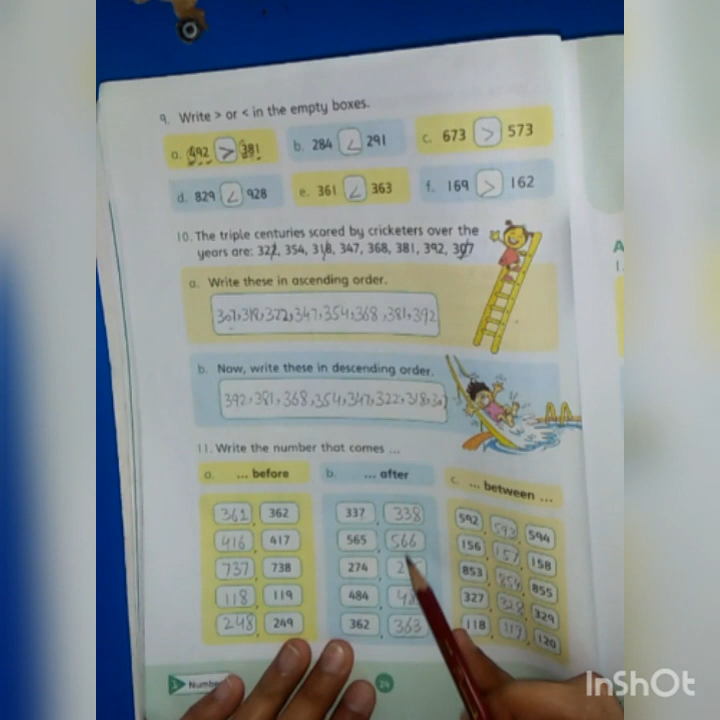 9. Write > or < in the empty boxes.
a. 492 > 381 b. 284 < 291 c. 673 > 573
d. 829 < 928 e. 361 < 363 f. 169 > 162
10. The triple centuries scored by cricketers over the
years are: 322, 354, 318, 347, 368, 381, 392, 307
a. Write these in ascending order.
307,318,322,347,354,368,381,392
b. Now, write these in descending order.
392,381,368,354,347,322,318,307
11. Write the number that comes ...
a. ... before b. ... after c. ... between ...
361, 362 337, 338 592, 593, 594
416, 417 565, 566 156, 157, 158
737, 738 274, 853, 854, 855
118, 119 484, 327, 328, 329
248, 249 362, 363 118, 119, 120
1 24
InShOt